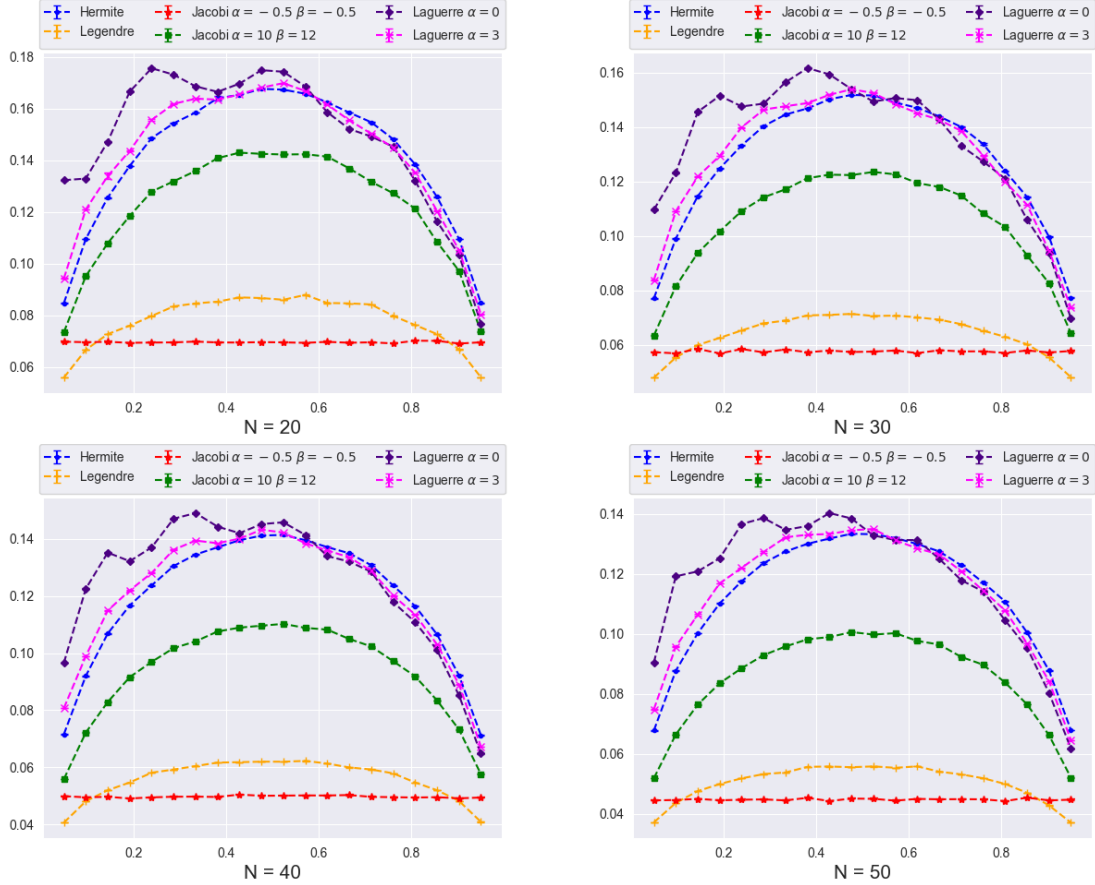 Hermite Jacobi α = −0.5 β = −0.5 Laguerre α = 0
Legendre Jacobi α = 10 β = 12 Laguerre α = 3
0.18
0.16
0.14
0.12
0.10
0.08
0.06
0.2 0.4 0.6 0.8
N = 20
Hermite Jacobi α = −0.5 β = −0.5 Laguerre α = 0
Legendre Jacobi α = 10 β = 12 Laguerre α = 3
0.16
0.14
0.12
0.10
0.08
0.06
0.2 0.4 0.6 0.8
N = 30
Hermite Jacobi α = −0.5 β = −0.5 Laguerre α = 0
Legendre Jacobi α = 10 β = 12 Laguerre α = 3
0.14
0.12
0.10
0.08
0.06
0.04
0.2 0.4 0.6 0.8
N = 40
Hermite Jacobi α = −0.5 β = −0.5 Laguerre α = 0
Legendre Jacobi α = 10 β = 12 Laguerre α = 3
0.14
0.12
0.10
0.08
0.06
0.04
0.2 0.4 0.6 0.8
N = 50